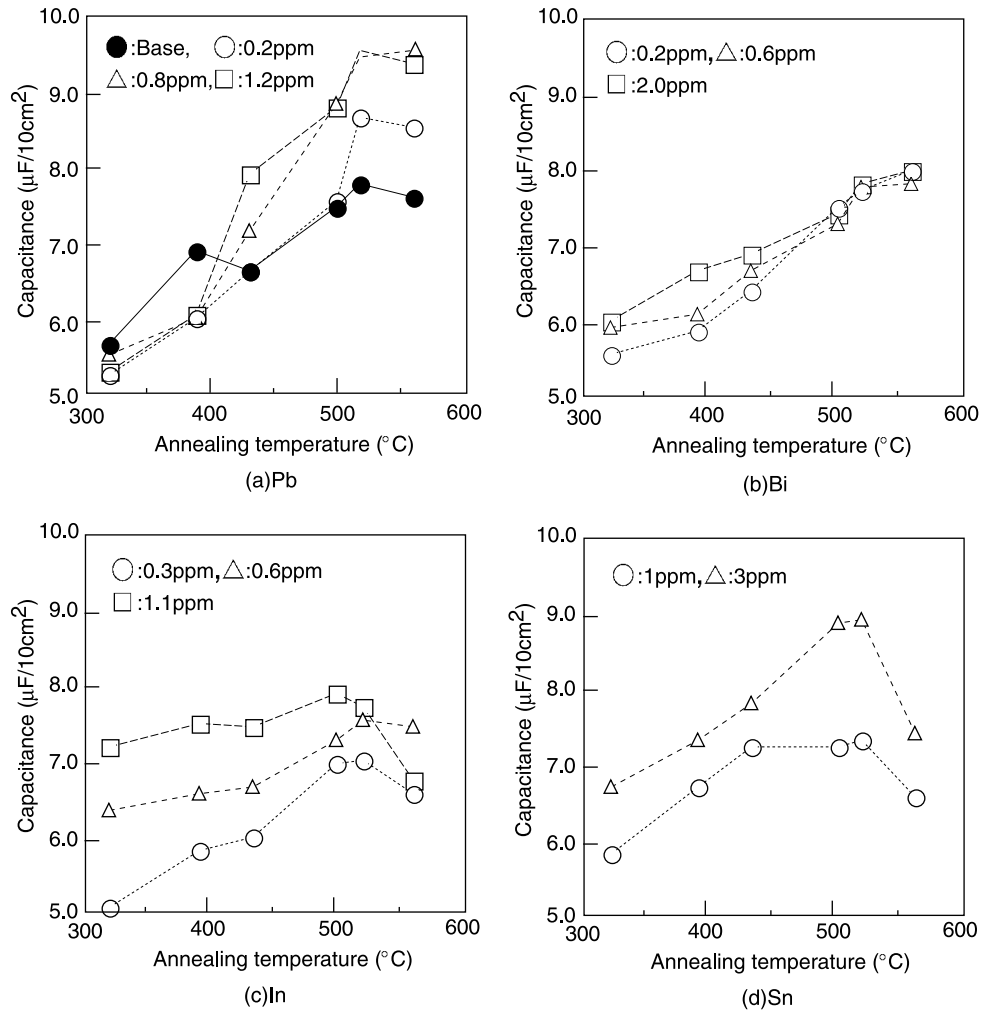 10.0
9.0
8.0
7.0
6.0
5.0
Capacitance (µF/10cm²)
:Base, :0.2ppm
:0.8ppm, :1.2ppm
300 400 500 600
Annealing temperature (°C)
(a)Pb
10.0
9.0
8.0
7.0
6.0
5.0
Capacitance (µF/10cm²)
:0.2ppm, :0.6ppm
:2.0ppm
300 400 500 600
Annealing temperature (°C)
(b)Bi
10.0
9.0
8.0
7.0
6.0
5.0
Capacitance (µF/10cm²)
:0.3ppm, :0.6ppm
:1.1ppm
300 400 500 600
Annealing temperature (°C)
(c)In
10.0
9.0
8.0
7.0
6.0
5.0
Capacitance (µF/10cm²)
:1ppm, :3ppm
300 400 500 600
Annealing temperature (°C)
(d)Sn